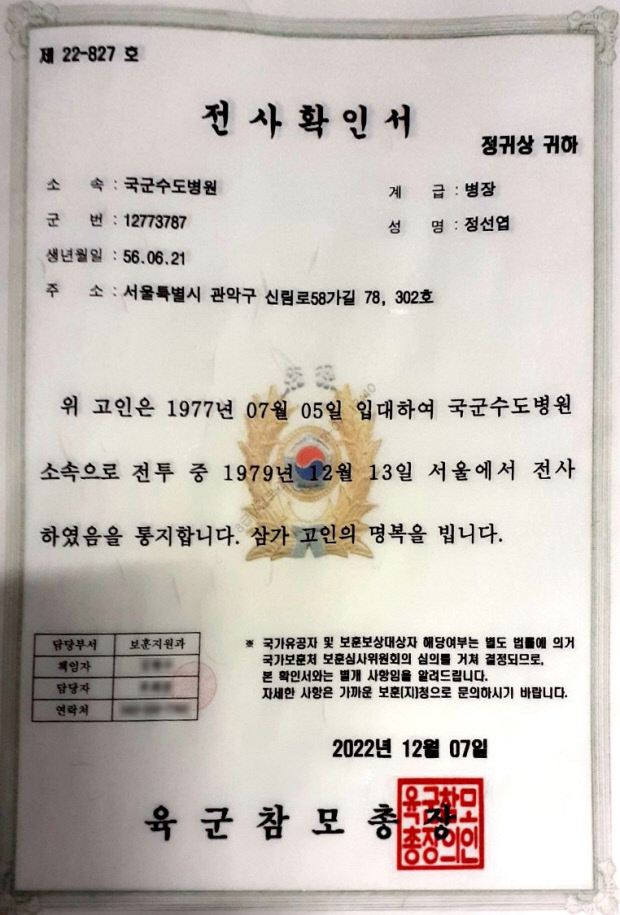 제 22-827 호
전사확인서
정귀상 귀하
소 속 : 국군수도병원
계 급 : 병장
군 번 : 12773787
성 명 : 정선엽
생년월일 : 56.06.21
주 소 : 서울특별시 관악구 신림로58가길 78, 302호
위 고인은 1977년 07월 05일 입대하여 국군수도병원
소속으로 전투 중 1979년 12월 13일 서울에서 전사
하였음을 통지합니다. 삼가 고인의 명복을 빕니다.
담당부서 보훈지원과
책임자
담당자
연락처
※ 국가유공자 및 보훈보상대상자 해당여부는 별도 법률에 의거
국가보훈처 보훈심사위원회의 심의를 거쳐 결정되므로,
본 확인서와는 별개 사항임을 알려드립니다.
자세한 사항은 가까운 보훈(지)청으로 문의하시기 바랍니다.
2022년 12월 07일
육군참모총장
육군참모
총장의인